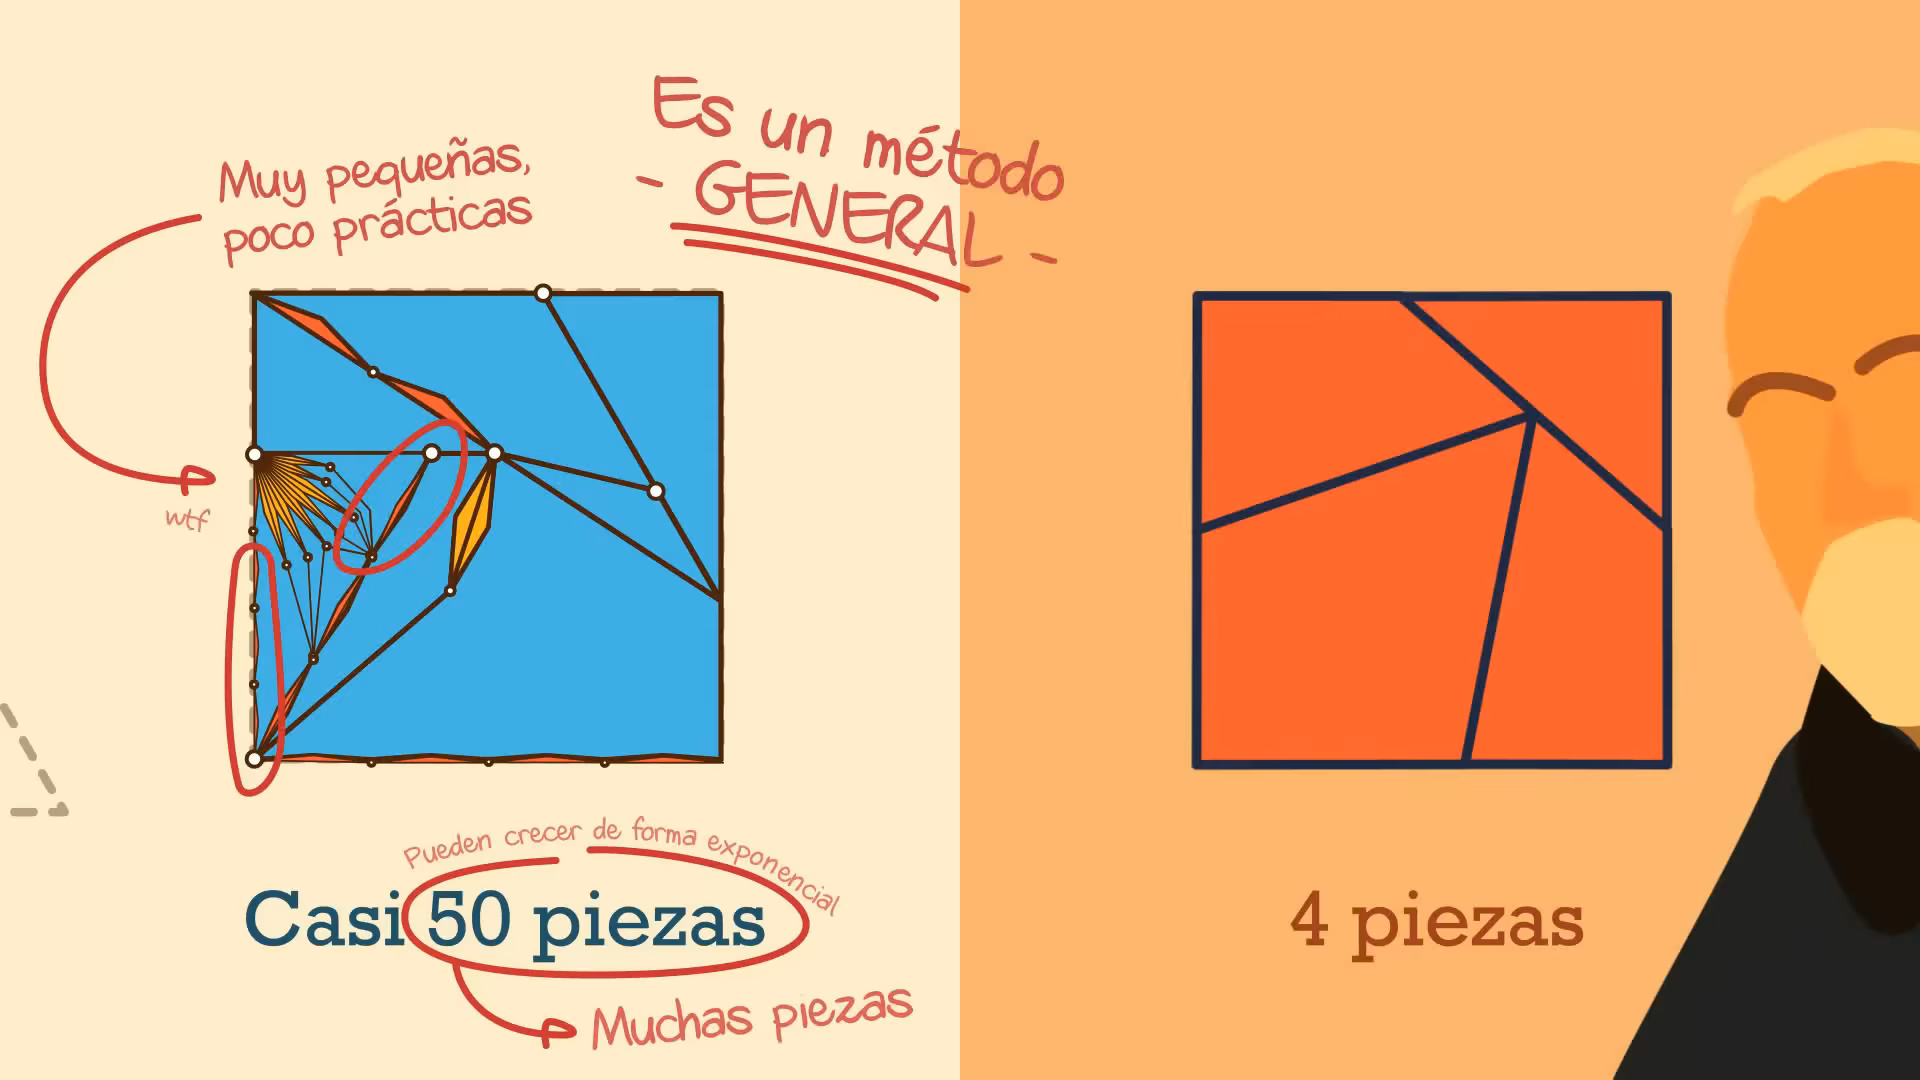 Es un método
- GENERAL -
Muy pequeñas,
poco prácticas
wtf
Pueden crecer de forma exponencial
Casi 50 piezas
Muchas piezas
4 piezas